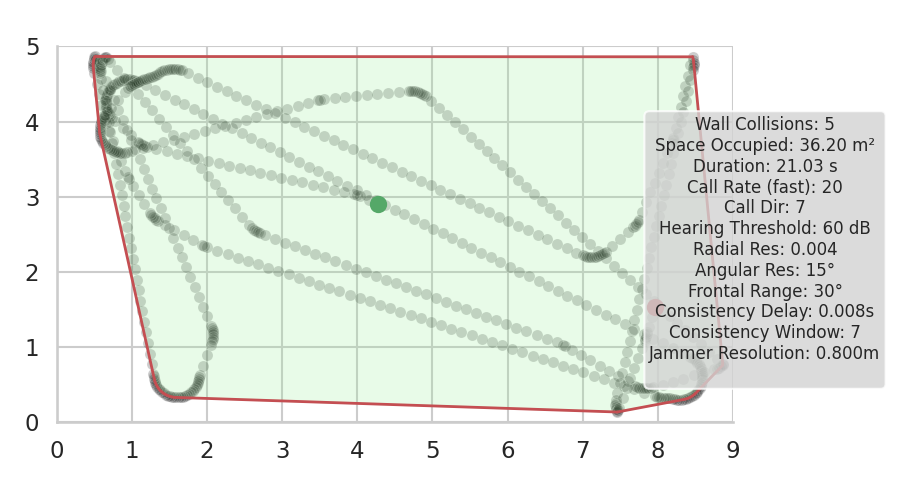 5
4
3
2
1
0
0 1 2 3 4 5 6 7 8 9
Wall Collisions: 5
Space Occupied: 36.20 m²
Duration: 21.03 s
Call Rate (fast): 20
Call Dir: 7
Hearing Threshold: 60 dB
Radial Res: 0.004
Angular Res: 15°
Frontal Range: 30°
Consistency Delay: 0.008s
Consistency Window: 7
Jammer Resolution: 0.800m